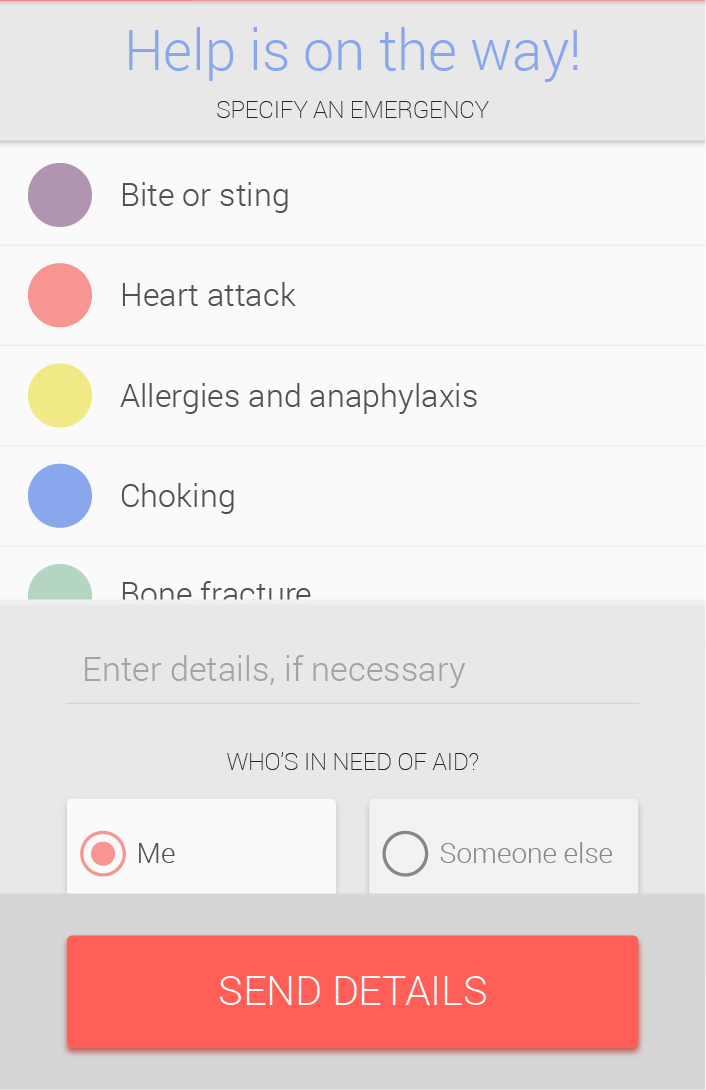 Help is on the way!
SPECIFY AN EMERGENCY
Bite or sting
Heart attack
Allergies and anaphylaxis
Choking
Bone fracture
Enter details, if necessary
WHO'S IN NEED OF AID?
Me
Someone else
SEND DETAILS